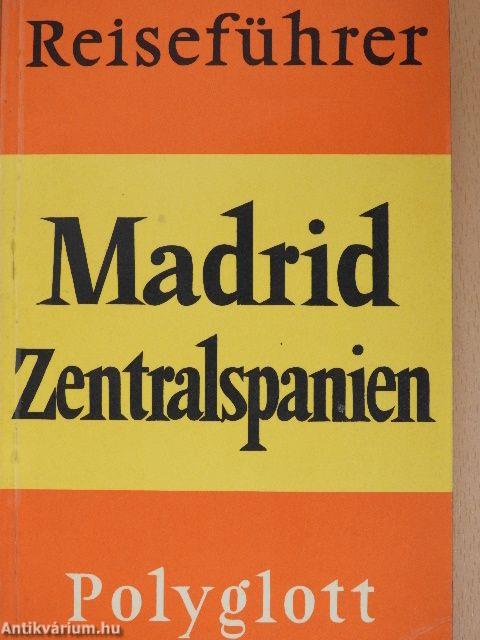 Reiseführer
Madrid
Zentralspanien
Polyglott
Antikvárium.hu